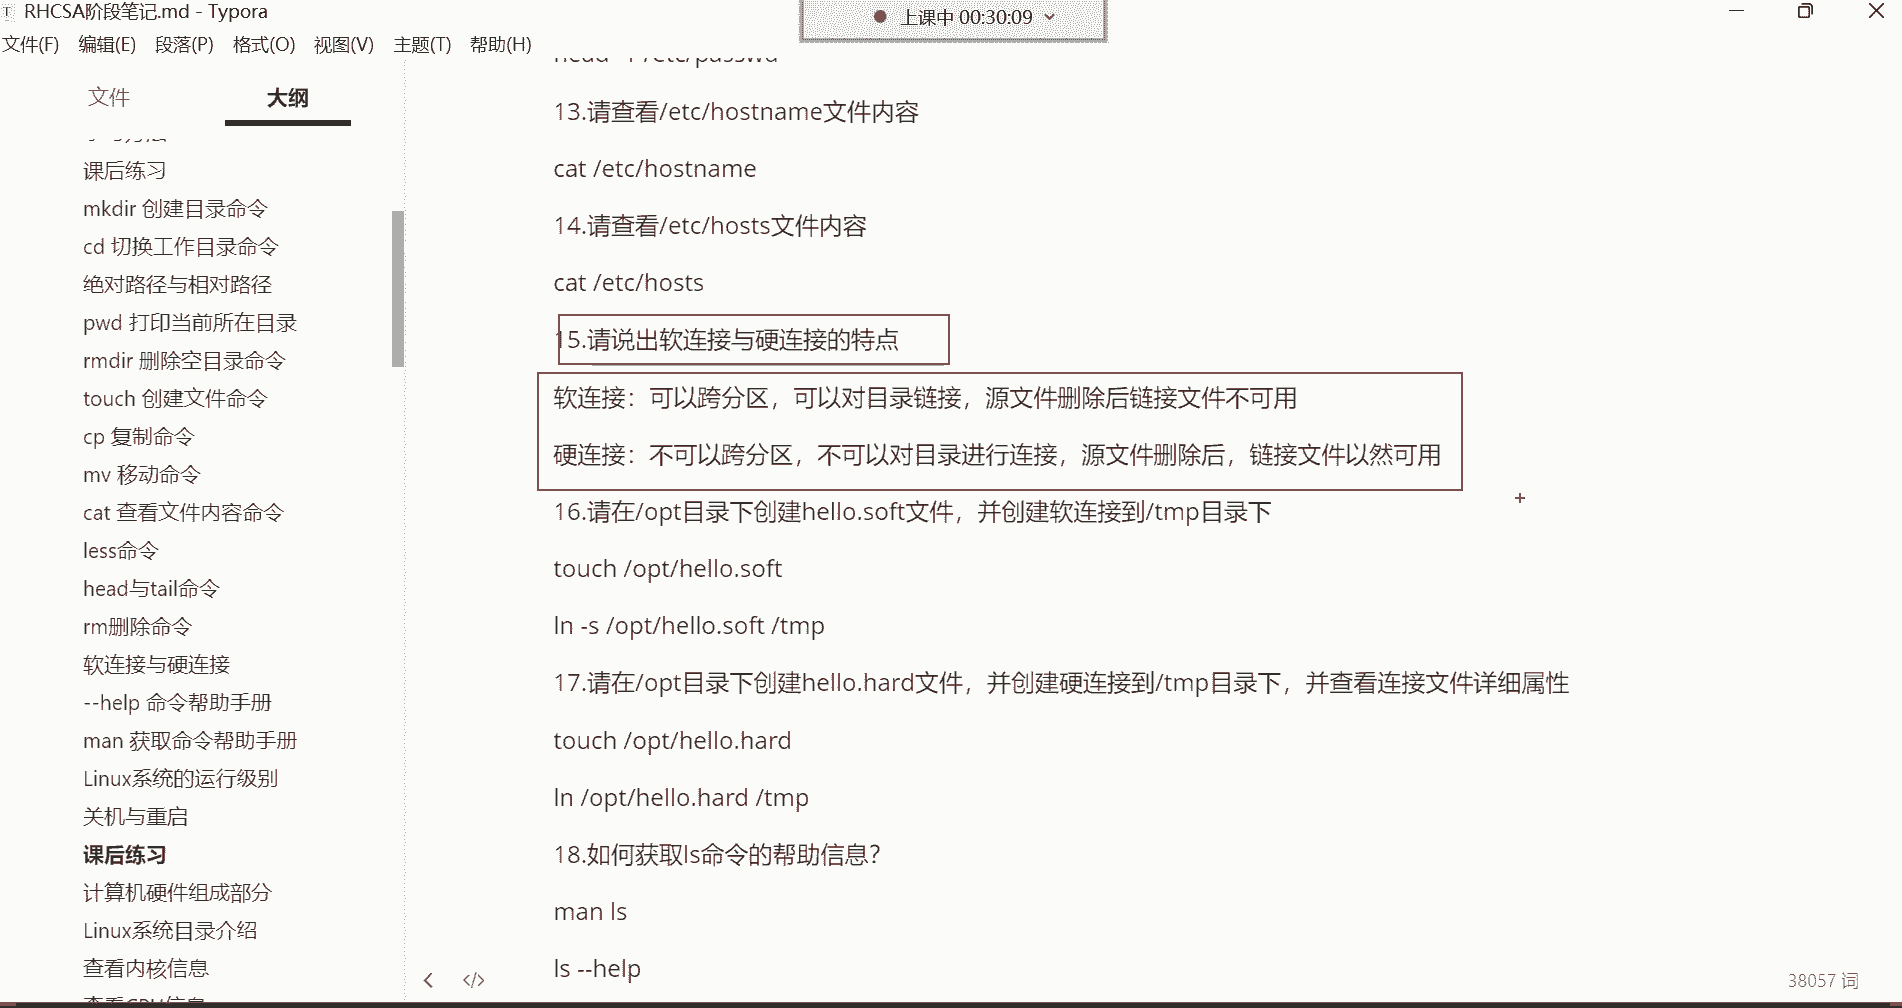 RHCSA阶段笔记.md - Typora
上课中 00:30:09
文件(F) 编辑(E) 段落(P) 格式(O) 视图(V) 主题(T) 帮助(H)
文件 大纲
课后练习
mkdir 创建目录命令
cd 切换工作目录命令
绝对路径与相对路径
pwd 打印当前所在目录
rmdir 删除空目录命令
touch 创建文件命令
cp 复制命令
mv 移动命令
cat 查看文件内容命令
less命令
head与tail命令
rm删除命令
软连接与硬连接
--help 命令帮助手册
man 获取命令帮助手册
Linux系统的运行级别
关机与重启
课后练习
计算机硬件组成部分
Linux系统目录介绍
查看内核信息
查看CPU信息
13.请查看/etc/hostname文件内容
cat /etc/hostname
14.请查看/etc/hosts文件内容
cat /etc/hosts
15.请说出软连接与硬连接的特点
软连接：可以跨分区，可以对目录链接，源文件删除后链接文件不可用
硬连接：不可以跨分区，不可以对目录进行连接，源文件删除后，链接文件以然可用
16.请在/opt目录下创建hello.soft文件，并创建软连接到/tmp目录下
touch /opt/hello.soft
ln -s /opt/hello.soft /tmp
17.请在/opt目录下创建hello.hard文件，并创建硬连接到/tmp目录下，并查看连接文件详细属性
touch /opt/hello.hard
ln /opt/hello.hard /tmp
18.如何获取ls命令的帮助信息？
man ls
ls --help
38057 词